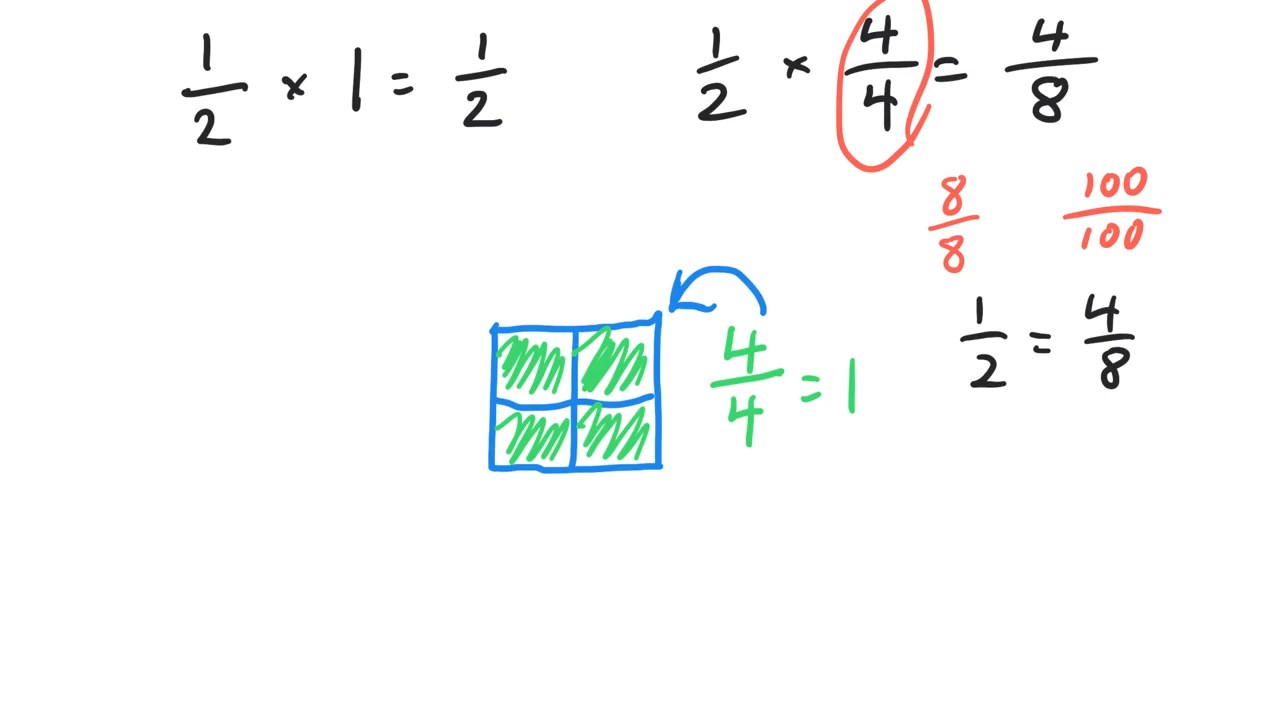 1/2 × 1 = 1/2
1/2 × 4/4 = 4/8
8/8 100/100
4/4 = 1
1/2 = 4/8